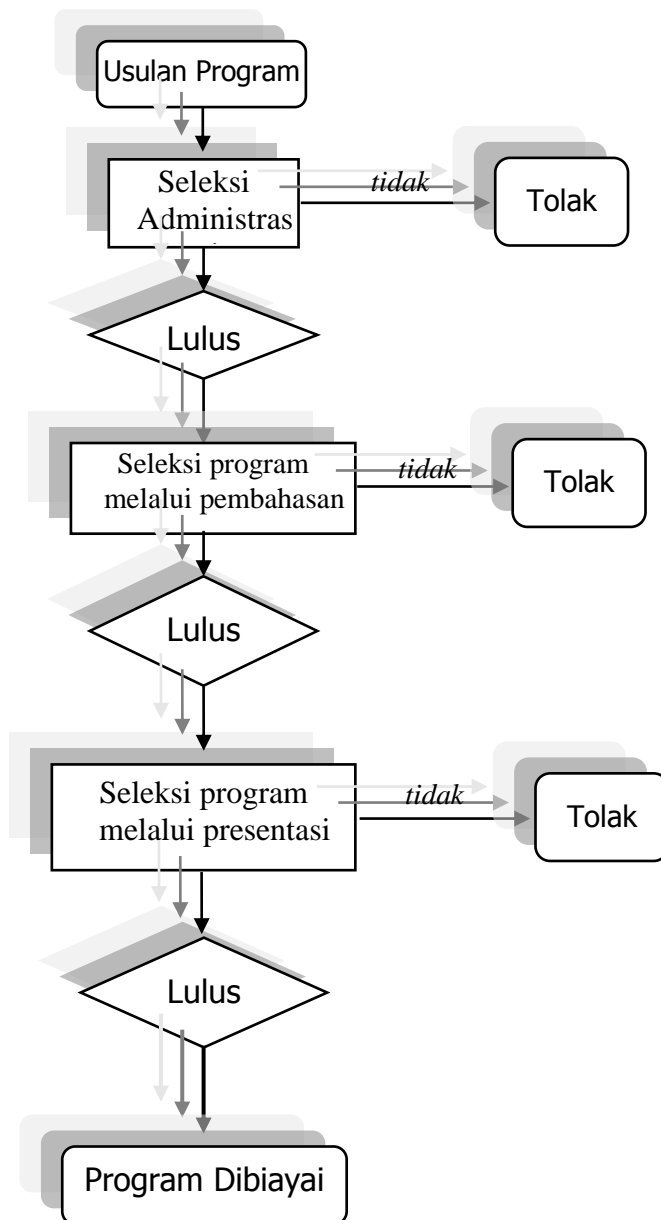 Usulan Program
Seleksi
Administras
tidak
Tolak
Lulus
Seleksi program
melalui pembahasan
tidak
Tolak
Lulus
Seleksi program
melalui presentasi
tidak
Tolak
Lulus
Program Dibiayai